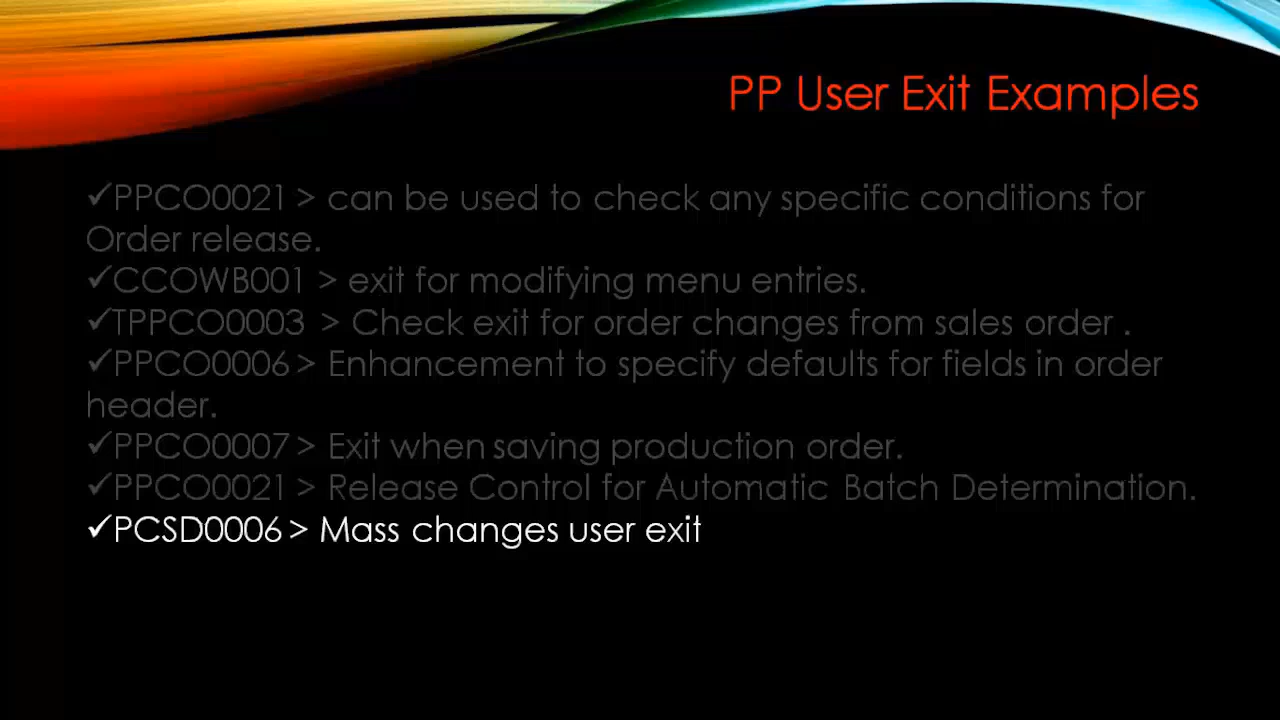 PP User Exit Examples
✓PPCO0021 > can be used to check any specific conditions for
Order release.
✓CCOWB001 > exit for modifying menu entries.
✓TPPCO0003 > Check exit for order changes from sales order .
✓PPCO0006 > Enhancement to specify defaults for fields in order
header.
✓PPCO0007 > Exit when saving production order.
✓PPCO0021 > Release Control for Automatic Batch Determination.
✓PCSD0006 > Mass changes user exit